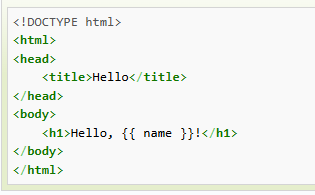 <!DOCTYPE html>
<html>
<head>
    <title>Hello</title>
</head>
<body>
    <h1>Hello, {{ name }}!</h1>
</body>
</html>